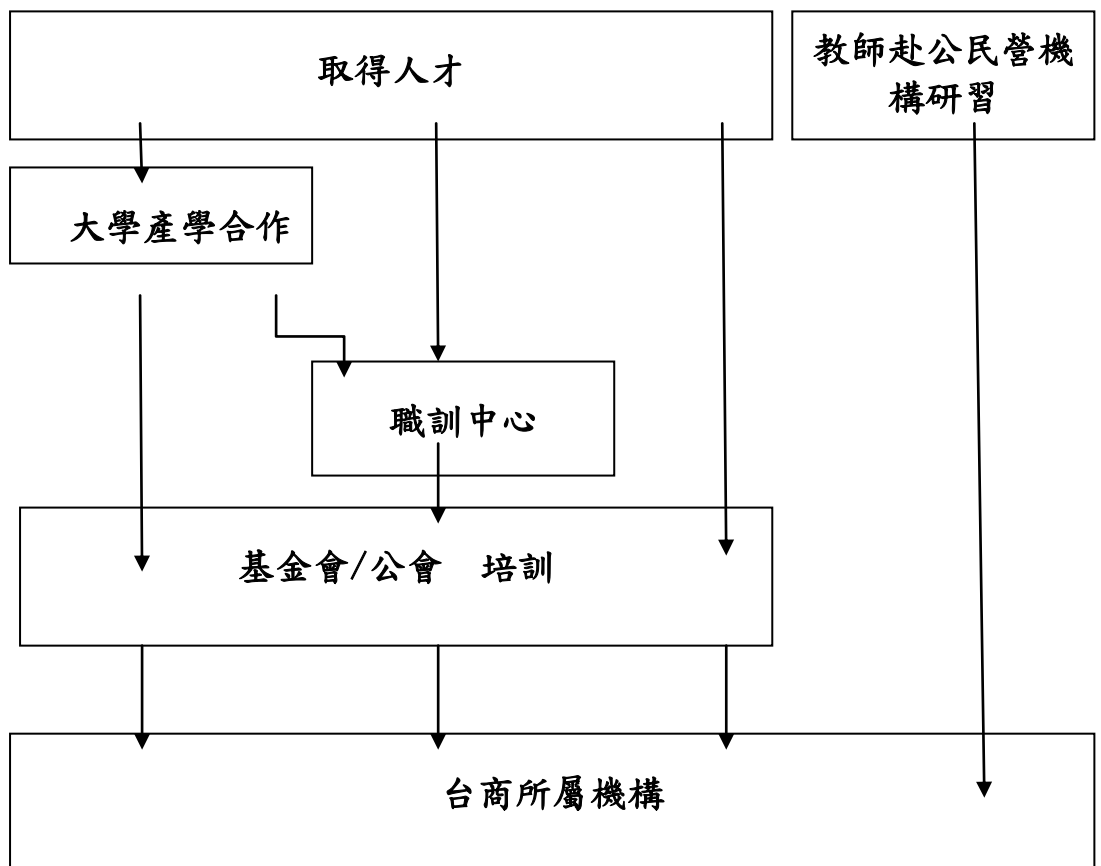 取得人才
教師赴公民營機
構研習
大學產學合作
職訓中心
基金會/公會　培訓
台商所屬機構